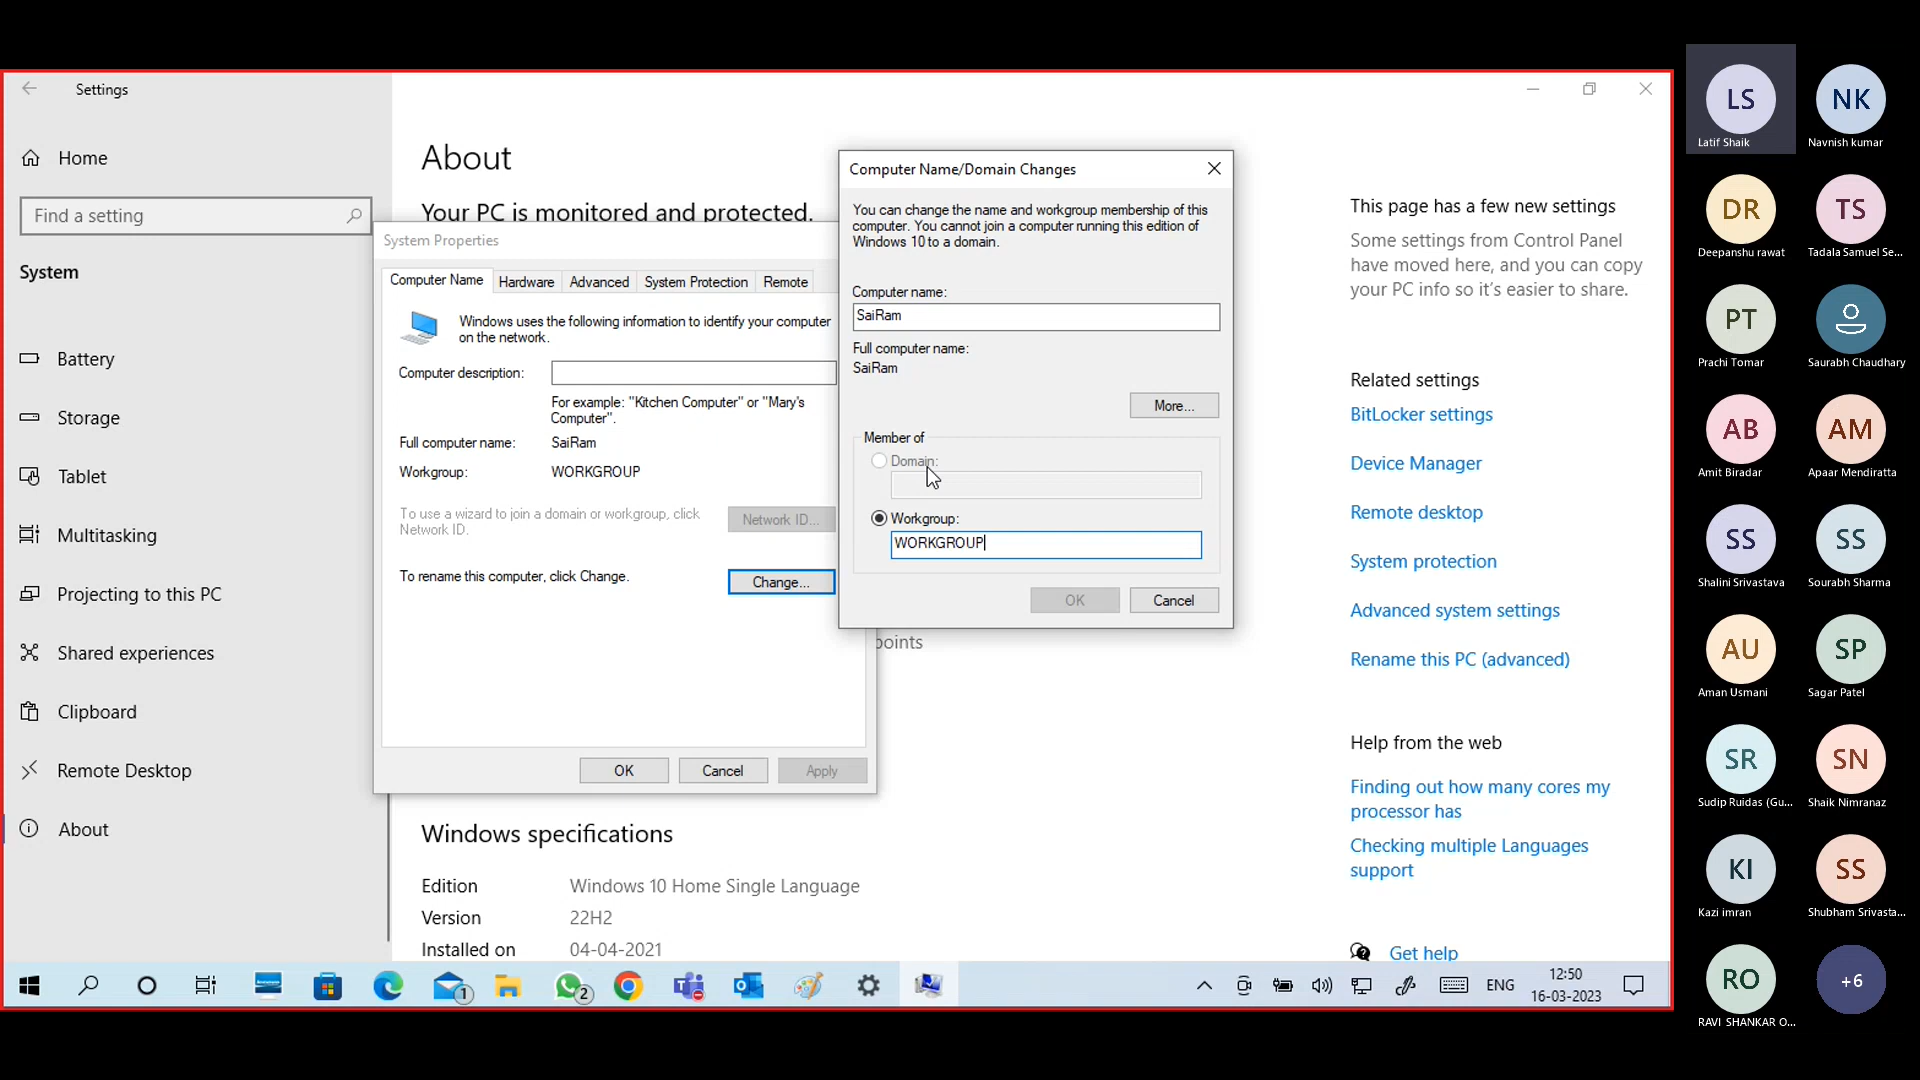 Settings
Home
Find a setting
System
Battery
Storage
Tablet
Multitasking
Projecting to this PC
Shared experiences
Clipboard
Remote Desktop
About
About
Your PC is monitored and protected.
System Properties
Computer Name
Hardware
Advanced
System Protection
Remote
Windows uses the following information to identify your computer
on the network.
Computer description:
For example: "Kitchen Computer" or "Mary's
Computer".
Full computer name:
SaiRam
Workgroup:
WORKGROUP
To use a wizard to join a domain or workgroup, click
Network ID.
Network ID...
To rename this computer, click Change.
Change...
OK
Cancel
Apply
Computer Name/Domain Changes
You can change the name and workgroup membership of this
computer. You cannot join a computer running this edition of
Windows 10 to a domain.
Computer name:
SaiRam
Full computer name:
SaiRam
More...
Member of
Domain:
Workgroup:
WORKGROUP
OK
Cancel
points
Windows specifications
Edition
Windows 10 Home Single Language
Version
22H2
Installed on
04-04-2021
This page has a few new settings
Some settings from Control Panel
have moved here, and you can copy
your PC info so it's easier to share.
Related settings
BitLocker settings
Device Manager
Remote desktop
System protection
Advanced system settings
Rename this PC (advanced)
Help from the web
Finding out how many cores my
processor has
Checking multiple Languages
support
Get help
1
2
ENG
12:50
16-03-2023
LS
Latif Shaik
NK
Navnish kumar
DR
Deepanshu rawat
TS
Tadala Samuel Se...
PT
Prachi Tomar
Saurabh Chaudhary
AB
Amit Biradar
AM
Apaar Mendiratta
SS
Shalini Srivastava
SS
Sourabh Sharma
AU
Aman Usmani
SP
Sagar Patel
SR
Sudip Ruidas (Gu...
SN
Shaik Nimranaz
KI
Kazi imran
SS
Shubham Srivasta...
RO
RAVI SHANKAR O...
+6